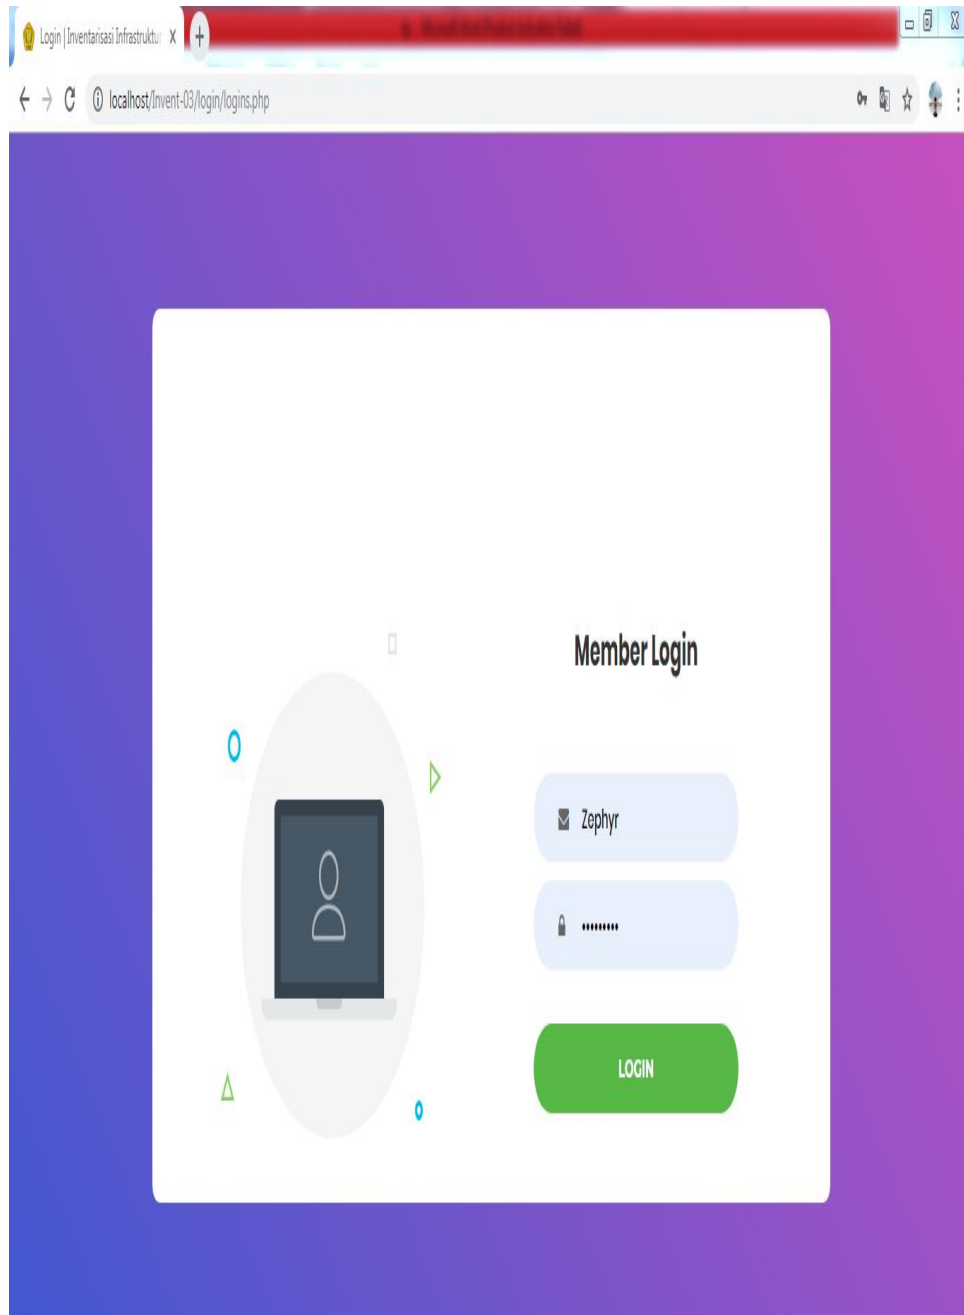 Login | Inventarisasi Infrastruktur
localhost/Invent-03/login/logins.php
Member Login
Zephyr
LOGIN